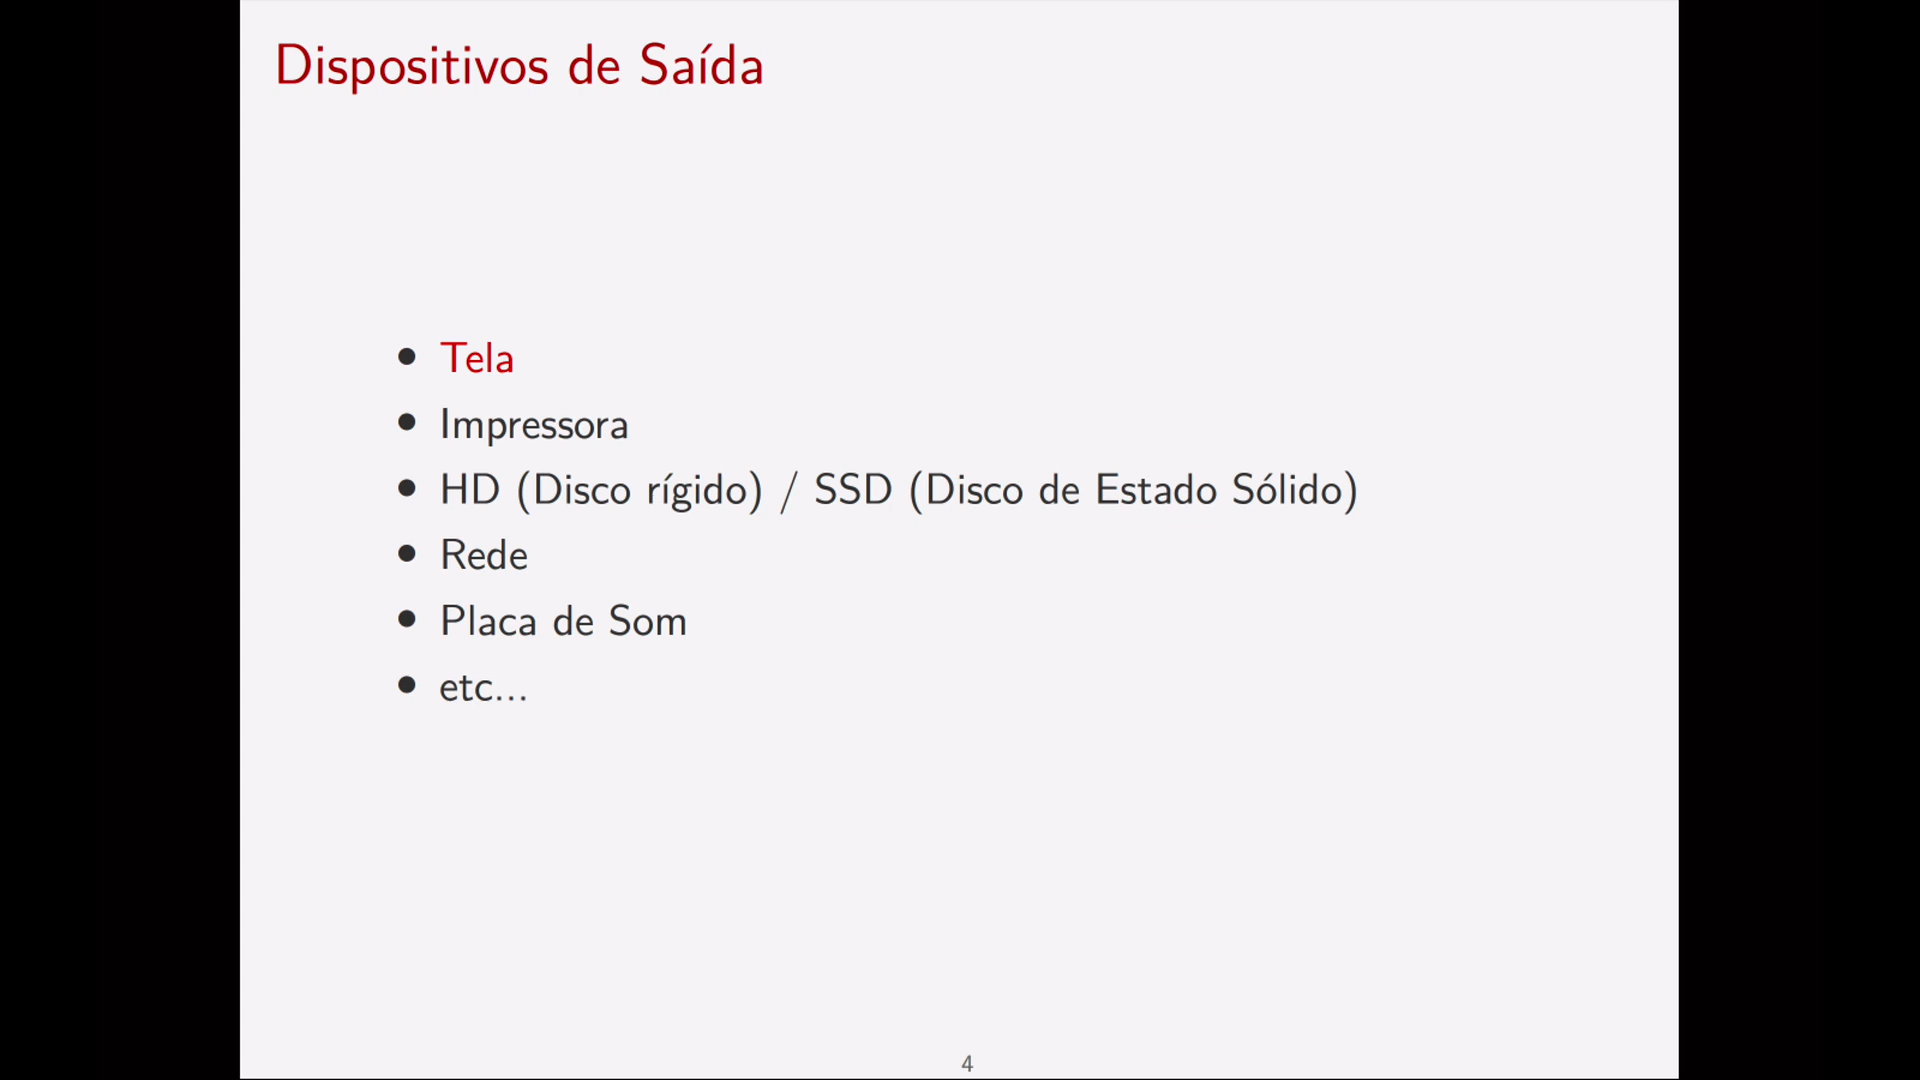 Dispositivos de Saída
• Tela
• Impressora
• HD (Disco rígido) / SSD (Disco de Estado Sólido)
• Rede
• Placa de Som
• etc...
4